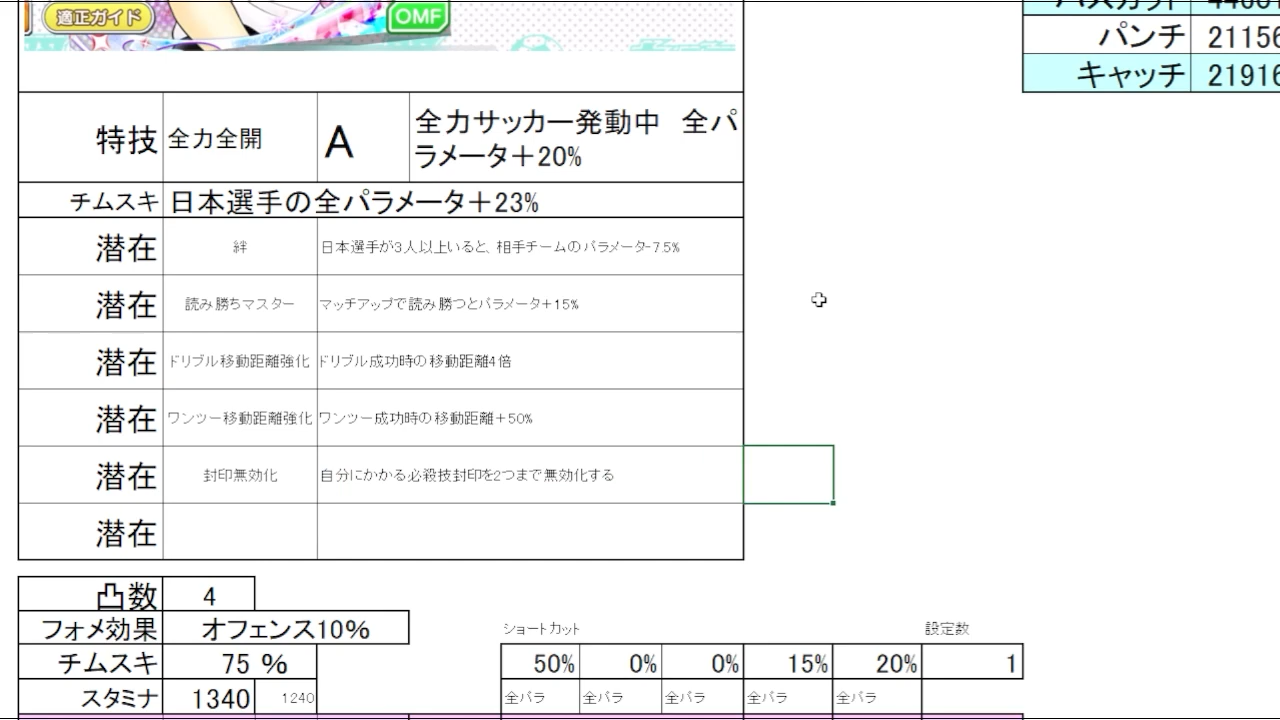 適正ガイド
OMF
パンチ 21156
キャッチ 21916
特技 全力全開 A 全力サッカー発動中 全パ
ラメータ+20%
チムスキ 日本選手の全パラメータ+23%
潜在 絆 日本選手が3人以上いると、相手チームのパラメータ-7.5%
潜在 読み勝ちマスター マッチアップで読み勝つとパラメータ+15%
潜在 ドリブル移動距離強化 ドリブル成功時の移動距離4倍
潜在 ワンツー移動距離強化 ワンツー成功時の移動距離+50%
潜在 封印無効化 自分にかかる必殺技封印を2つまで無効化する
潜在
凸数 4
フォメ効果 オフェンス10%
ショートカット 設定数
チムスキ 75 % 50% 0% 0% 15% 20% 1
スタミナ 1340 1240 全パラ 全パラ 全パラ 全パラ 全パラ